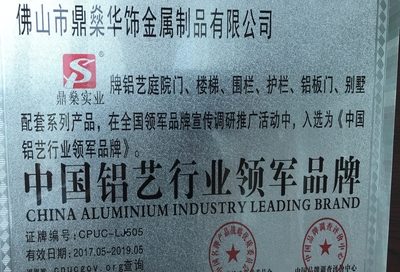 佛山市鼎燊华饰金属制品有限公司
鼎燊实业
牌铝艺庭院门、楼梯、围栏、护栏、铝板门、别墅
配套系列产品，在全国领军品牌宣传调研推广活动中，入选为《中国
铝艺行业领军品牌》。
中国铝艺行业领军品牌
CHINA ALUMINIUM INDUSTRY LEADING BRAND
证牌编号:CPUC-LJ505
有效日期:2017.05~2019.05